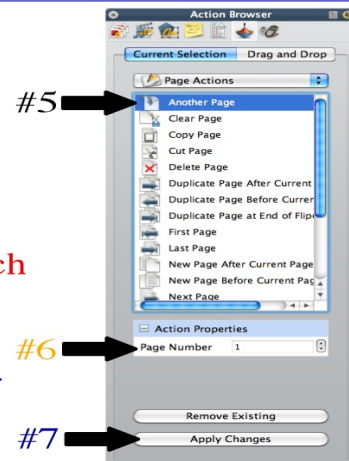 Action Browser
Current Selection Drag and Drop
Page Actions
#5
Another Page
Clear Page
Copy Page
Cut Page
Delete Page
Duplicate Page After Current
Duplicate Page Before Curren
Duplicate Page at End of Flip
First Page
Last Page
New Page After Current Page
New Page Before Current Pag
Next Page
ch
Action Properties
#6
Page Number 1
Remove Existing
#7
Apply Changes